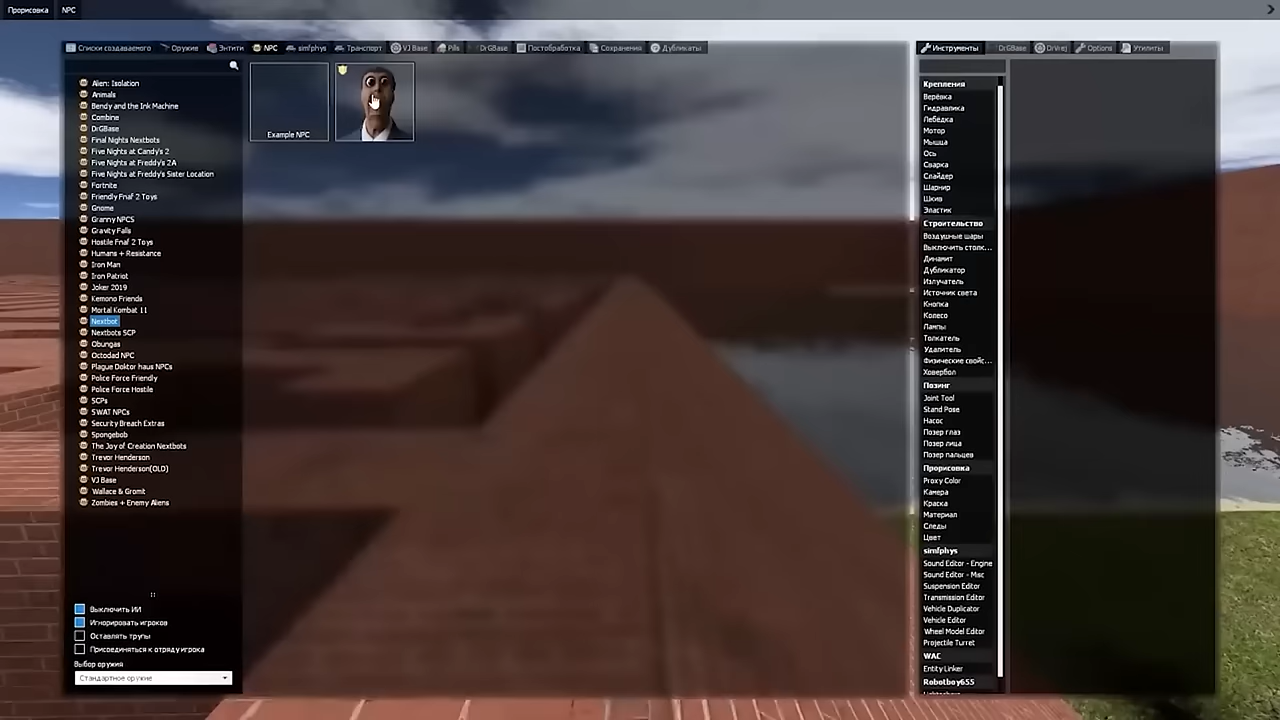 Прорисовка NPC
Списки создаваемого Оружие Энтити NPC simfphys Транспорт VJ Base Pills DrGBase Постобработка Сохранения Дубликаты
Alien: Isolation
Animals
Bendy and the Ink Machine
Combine
DrGBase
Final Nights Nextbots
Five Nights at Candy's 2
Five Nights at Freddy's 2A
Five Nights at Freddy's Sister Location
Fortnite
Friendly Fnaf 2 Toys
Gnome
Granny NPCS
Gravity Falls
Hostile Fnaf 2 Toys
Humans + Resistance
Iron Man
Iron Patriot
Joker 2019
Kemono Friends
Mortal Kombat 11
Nextbot
Nextbots SCP
Obungas
Octodad NPC
Plague Doktor haus NPCs
Police Force Friendly
Police Force Hostile
SCPs
SWAT NPCs
Security Breach Extras
Spongebob
The Joy of Creation Nextbots
Trevor Henderson
Trevor Henderson(OLD)
VJ Base
Wallace & Gromit
Zombies + Enemy Aliens
Выключить ИИ
Игнорировать игроков
Оставлять трупы
Присоединяться к отряду игрока
Выбор оружия
Стандартное оружие
Example NPC
Инструменты DrGBase DrVrej Options Утилиты
Крепления
Верёвка
Гидравлика
Лебёдка
Мотор
Мышца
Ось
Сварка
Слайдер
Шарнир
Шкив
Эластик
Строительство
Воздушные шары
Выключить столк...
Динамит
Дубликатор
Излучатель
Источник света
Кнопка
Колесо
Лампы
Толкатель
Удалитель
Физические свойс...
Ховербол
Позинг
Joint Tool
Stand Pose
Насос
Позер глаз
Позер лица
Позер пальцев
Прорисовка
Proxy Color
Камера
Краска
Материал
Следы
Цвет
simfphys
Sound Editor - Engine
Sound Editor - Misc
Suspension Editor
Transmission Editor
Vehicle Duplicator
Vehicle Editor
Wheel Model Editor
Projectile Turret
WAC
Entity Linker
Robotboy655